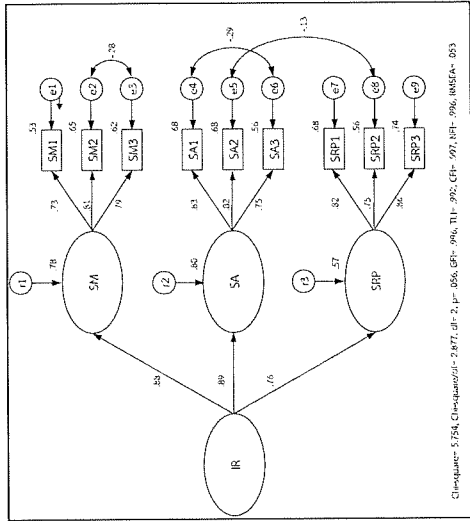 r1
.78
SM
.73
.81
.79
.53
SM1
e1
.65
SM2
e2
.62
SM3
e3
-.28
IR
.88
.89
.76
r2
.80
SA
.83
.82
.75
.68
SA1
e4
.68
SA2
e5
.56
SA3
e6
-.29
-.13
r3
.57
SRP
.82
.75
.68
SRP1
e7
.56
SRP2
e8
.74
SRP3
e9
Chi-square= 5.754, Chi-square/df= 2.877, df= 2, p= .056, GFI= .996, TLI= .992, CFI= .997, NFI= .996, RMSEA= .053